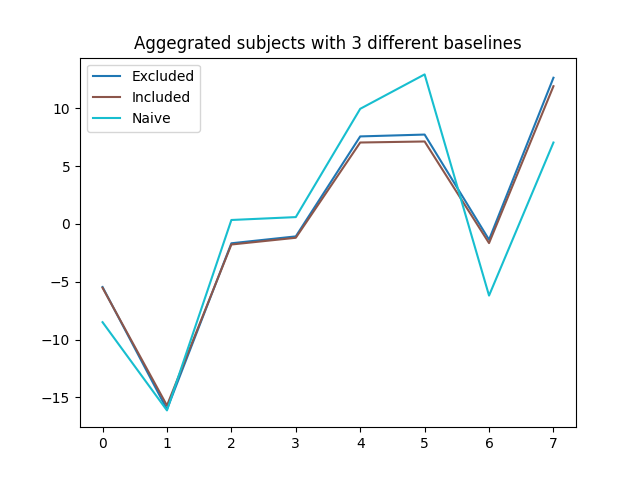 Aggegrated subjects with 3 different baselines
Excluded
Included
Naive
10
5
0
−5
−10
−15
0 1 2 3 4 5 6 7